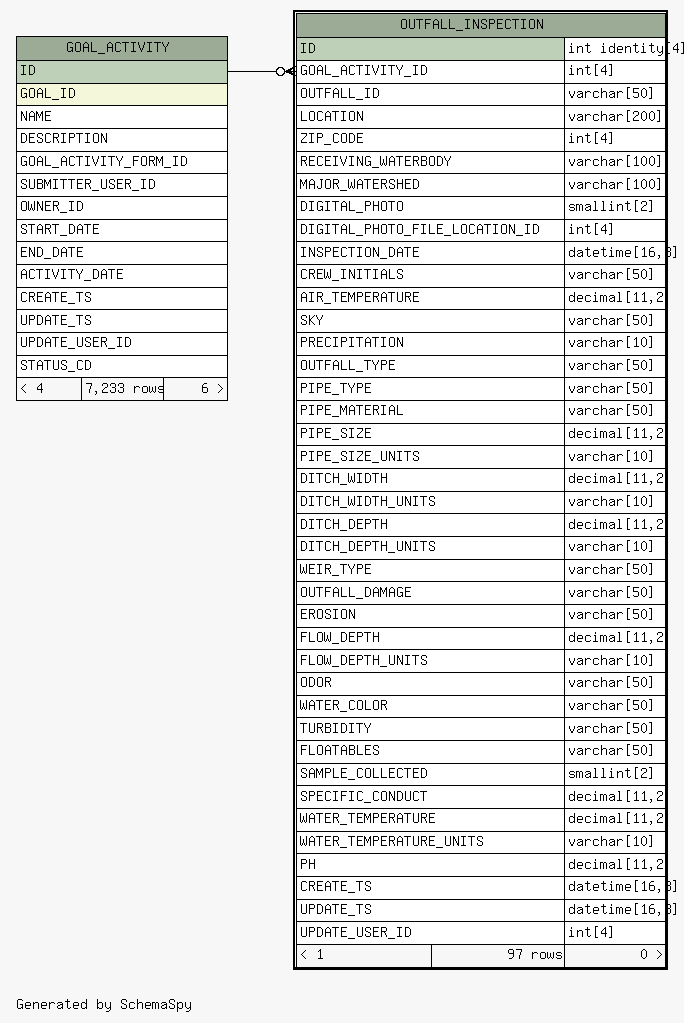 GOAL_ACTIVITY
ID
GOAL_ID
NAME
DESCRIPTION
GOAL_ACTIVITY_FORM_ID
SUBMITTER_USER_ID
OWNER_ID
START_DATE
END_DATE
ACTIVITY_DATE
CREATE_TS
UPDATE_TS
UPDATE_USER_ID
STATUS_CD
< 4 7,233 rows 6 >
OUTFALL_INSPECTION
ID int identity[4]
GOAL_ACTIVITY_ID int[4]
OUTFALL_ID varchar[50]
LOCATION varchar[200]
ZIP_CODE int[4]
RECEIVING_WATERBODY varchar[100]
MAJOR_WATERSHED varchar[100]
DIGITAL_PHOTO smallint[2]
DIGITAL_PHOTO_FILE_LOCATION_ID int[4]
INSPECTION_DATE datetime[16,3]
CREW_INITIALS varchar[50]
AIR_TEMPERATURE decimal[11,2
SKY varchar[50]
PRECIPITATION varchar[10]
OUTFALL_TYPE varchar[50]
PIPE_TYPE varchar[50]
PIPE_MATERIAL varchar[50]
PIPE_SIZE decimal[11,2
PIPE_SIZE_UNITS varchar[10]
DITCH_WIDTH decimal[11,2
DITCH_WIDTH_UNITS varchar[10]
DITCH_DEPTH decimal[11,2
DITCH_DEPTH_UNITS varchar[10]
WEIR_TYPE varchar[50]
OUTFALL_DAMAGE varchar[50]
EROSION varchar[50]
FLOW_DEPTH decimal[11,2
FLOW_DEPTH_UNITS varchar[10]
ODOR varchar[50]
WATER_COLOR varchar[50]
TURBIDITY varchar[50]
FLOATABLES varchar[50]
SAMPLE_COLLECTED smallint[2]
SPECIFIC_CONDUCT decimal[11,2
WATER_TEMPERATURE decimal[11,2
WATER_TEMPERATURE_UNITS varchar[10]
PH decimal[11,2
CREATE_TS datetime[16,3]
UPDATE_TS datetime[16,3]
UPDATE_USER_ID int[4]
< 1 97 rows 0 >
Generated by SchemaSpy